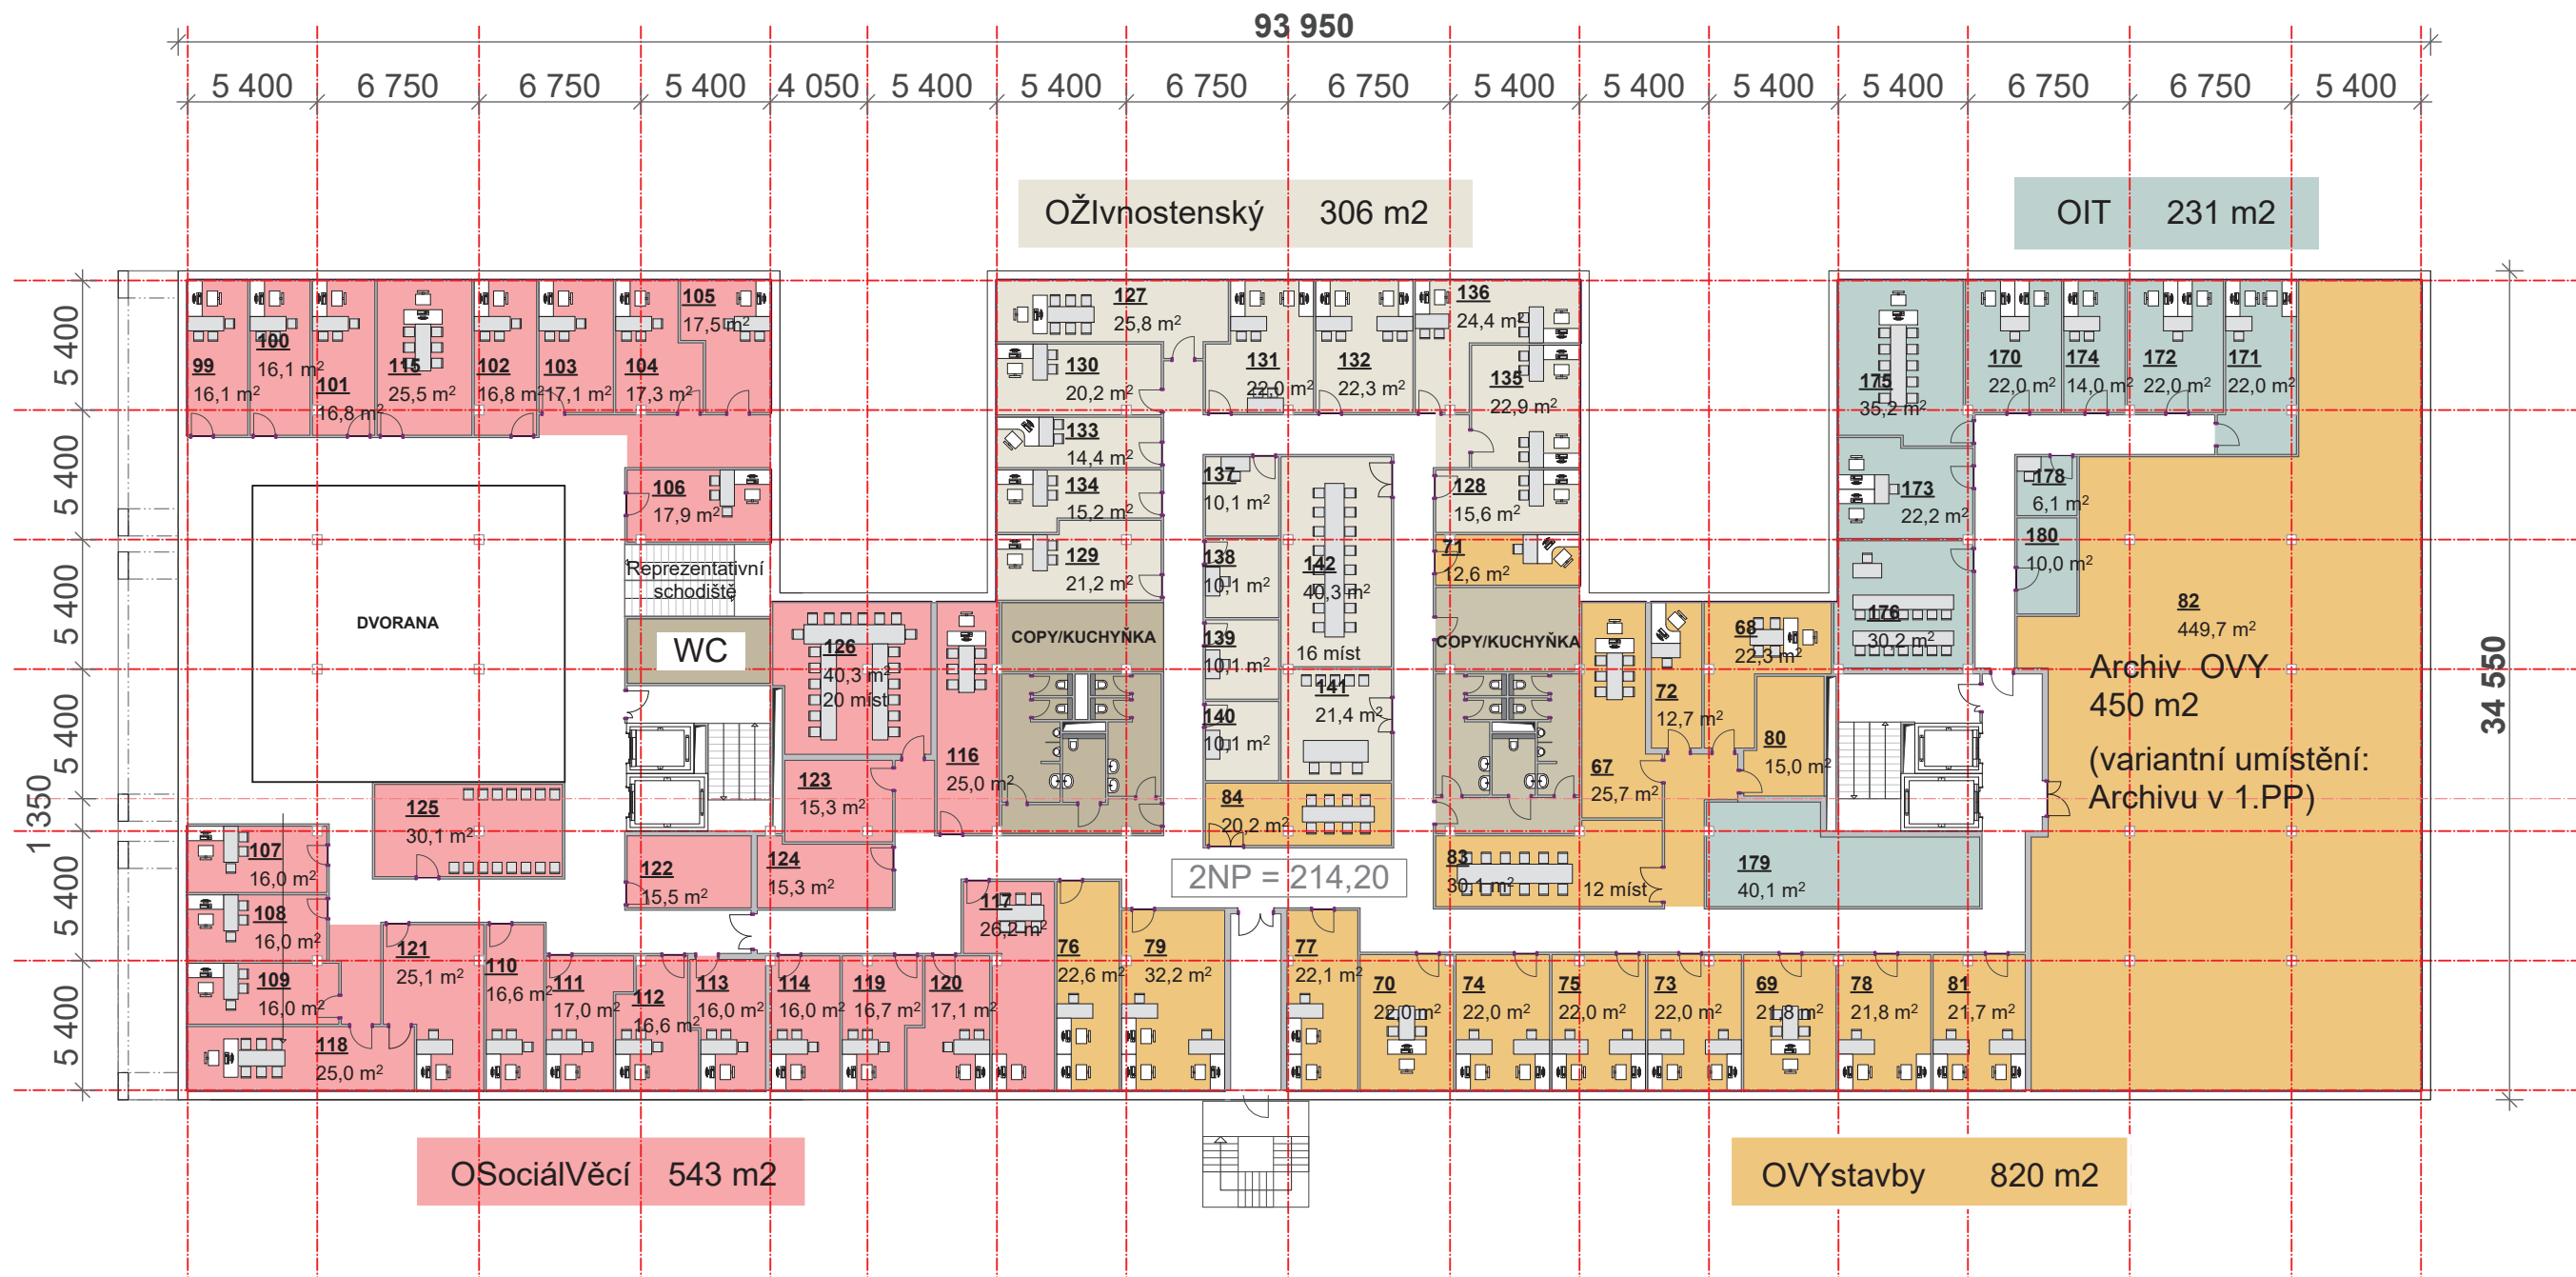 93 950
5 400 6 750 6 750 5 400 4 050 5 400 5 400 6 750 6 750 5 400 5 400 5 400 5 400 6 750 6 750 5 400
OŽIvnostenský 306 m2
OIT 231 m2
5 400
5 400
5 400
5 400
1 350
5 400
5 400
34 550
99
16,1 m²
100
16,1 m²
101
16,8 m²
115
25,5 m²
102
16,8 m²
103
17,1 m²
104
17,3 m²
105
17,5 m²
106
17,9 m²
Reprezentativní
schodiště
DVORANA
WC
126
40,3 m²
20 míst
116
25,0 m²
123
15,3 m²
124
15,3 m²
122
15,5 m²
125
30,1 m²
107
16,0 m²
108
16,0 m²
109
16,0 m²
118
25,0 m²
121
25,1 m²
110
16,6 m²
111
17,0 m²
112
16,6 m²
113
16,0 m²
114
16,0 m²
119
16,7 m²
120
17,1 m²
117
26,2 m²
127
25,8 m²
130
20,2 m²
131
22,0 m²
132
22,3 m²
136
24,4 m²
135
22,9 m²
133
14,4 m²
134
15,2 m²
129
21,2 m²
128
15,6 m²
71
12,6 m²
137
10,1 m²
138
10,1 m²
139
10,1 m²
140
10,1 m²
142
40,3 m²
16 míst
141
21,4 m²
COPY/KUCHYŇKA
COPY/KUCHYŇKA
84
20,2 m²
2NP = 214,20
83
30,1 m²
12 míst
67
25,7 m²
72
12,7 m²
68
22,3 m²
80
15,0 m²
179
40,1 m²
175
35,2 m²
170
22,0 m²
174
14,0 m²
172
22,0 m²
171
22,0 m²
173
22,2 m²
178
6,1 m²
180
10,0 m²
176
30,2 m²
82
449,7 m²
Archiv OVY
450 m2
(variantní umístění:
Archivu v 1.PP)
76
22,6 m²
79
32,2 m²
77
22,1 m²
70
22,0 m²
74
22,0 m²
75
22,0 m²
73
22,0 m²
69
21,8 m²
78
21,8 m²
81
21,7 m²
OSociálVěcí 543 m2
OVYstavby 820 m2